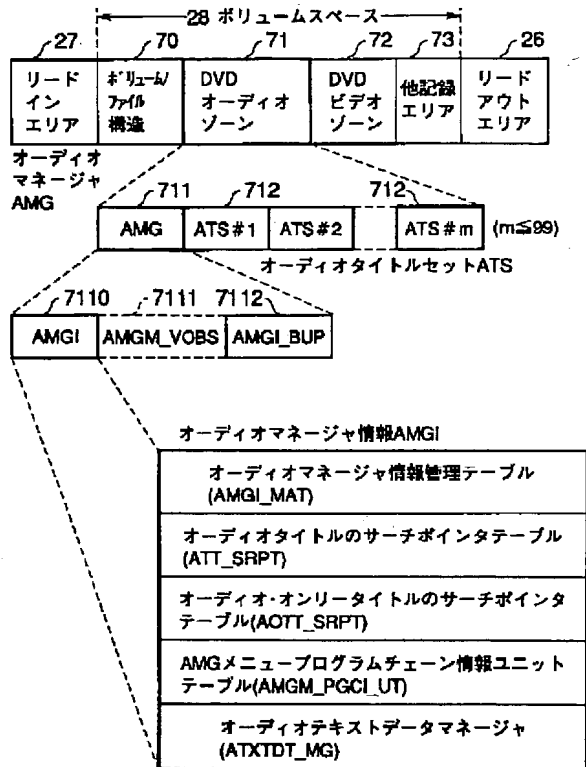 28 ボリュームスペース
27 70 71 72 73 26
リード
イン
エリア
ボリューム/
ファイル
構造
DVD
オーディオ
ゾーン
DVD
ビデオ
ゾーン
他記録
エリア
リード
アウト
エリア
オーディオ
マネージャ
AMG
711 712 712
AMG ATS#1 ATS#2 ATS#m (m≦99)
オーディオタイトルセットATS
7110 7111 7112
AMGI AMGM_VOBS AMGI_BUP
オーディオマネージャ情報AMGI
オーディオマネージャ情報管理テーブル
(AMGI_MAT)
オーディオタイトルのサーチポインタテーブル
(ATT_SRPT)
オーディオ・オンリータイトルのサーチポインタ
テーブル(AOTT_SRPT)
AMGメニュープログラムチェーン情報ユニット
テーブル(AMGM_PGCI_UT)
オーディオテキストデータマネージャ
(ATXTDT_MG)